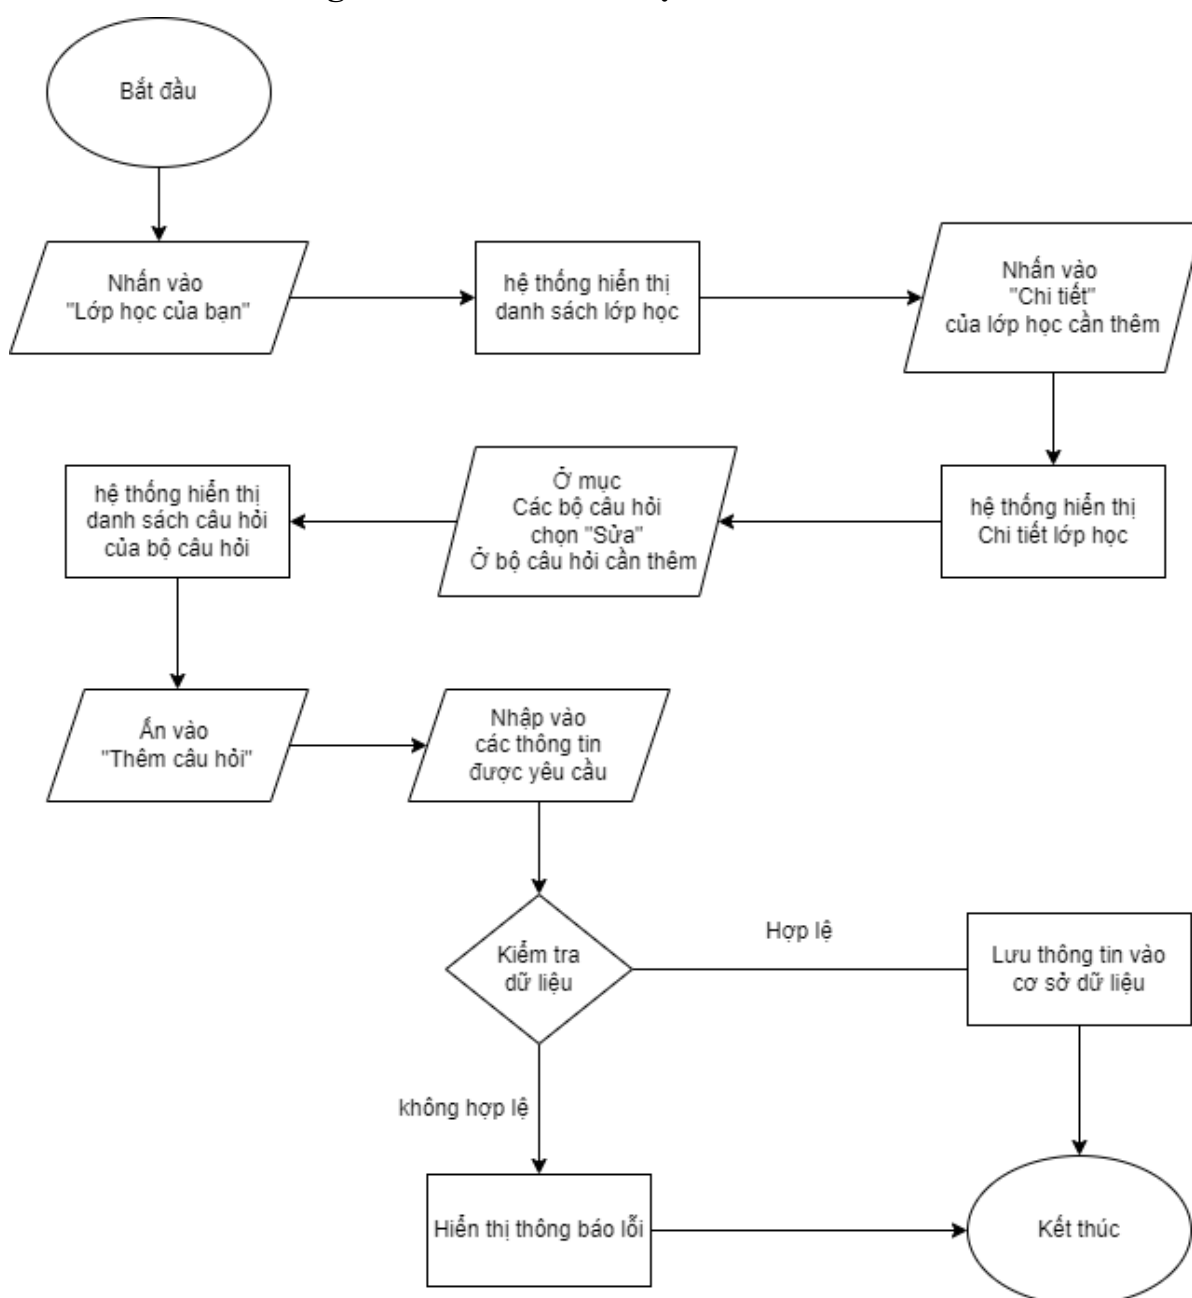 Bắt đầu
Nhấn vào
"Lớp học của bạn"
hệ thống hiển thị
danh sách lớp học
Nhấn vào
"Chi tiết"
của lớp học cần thêm
hệ thống hiển thị
danh sách câu hỏi
của bộ câu hỏi
Ở mục
Các bộ câu hỏi
chọn "Sửa"
Ở bộ câu hỏi cần thêm
hệ thống hiển thị
Chi tiết lớp học
Ấn vào
"Thêm câu hỏi"
Nhập vào
các thông tin
được yêu cầu
Kiểm tra
dữ liệu
Hợp lệ
Lưu thông tin vào
cơ sở dữ liệu
không hợp lệ
Hiển thị thông báo lỗi
Kết thúc